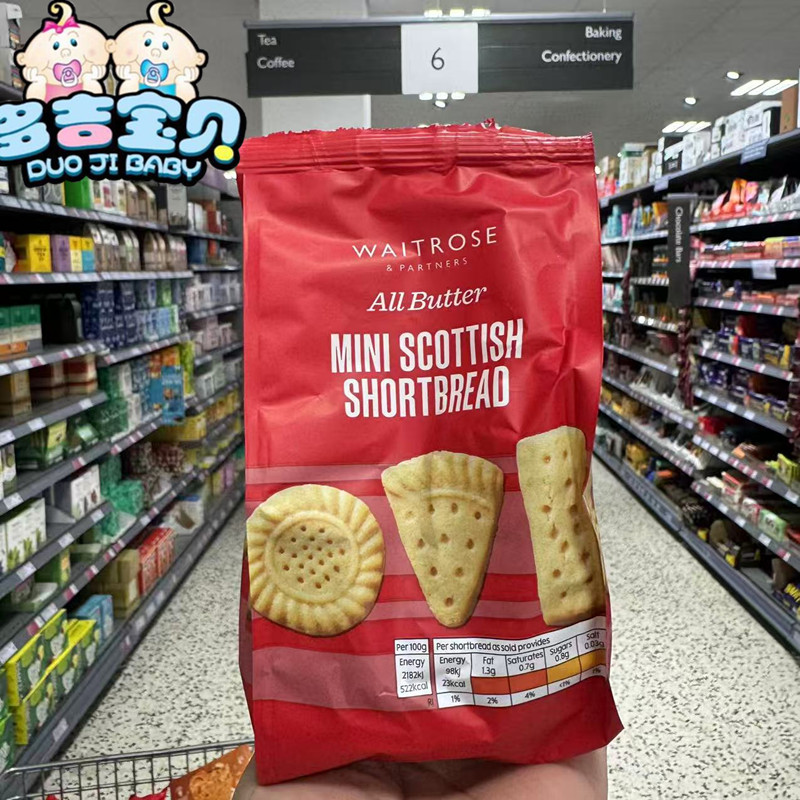 Tea
Coffee
6
Baking
Confectionery
多吉宝贝
DUO JI BABY
Chocolate Bars
WAITROSE
& PARTNERS
All Butter
MINI SCOTTISH
SHORTBREAD
Per 100g
Energy
2182kJ
522kcal
Per shortbread as sold provides
Energy
98kJ
23kcal
1%
Fat
1.3g
2%
Saturates
0.7g
4%
Sugars
0.8g
<1%
Salt
0.03g
RI